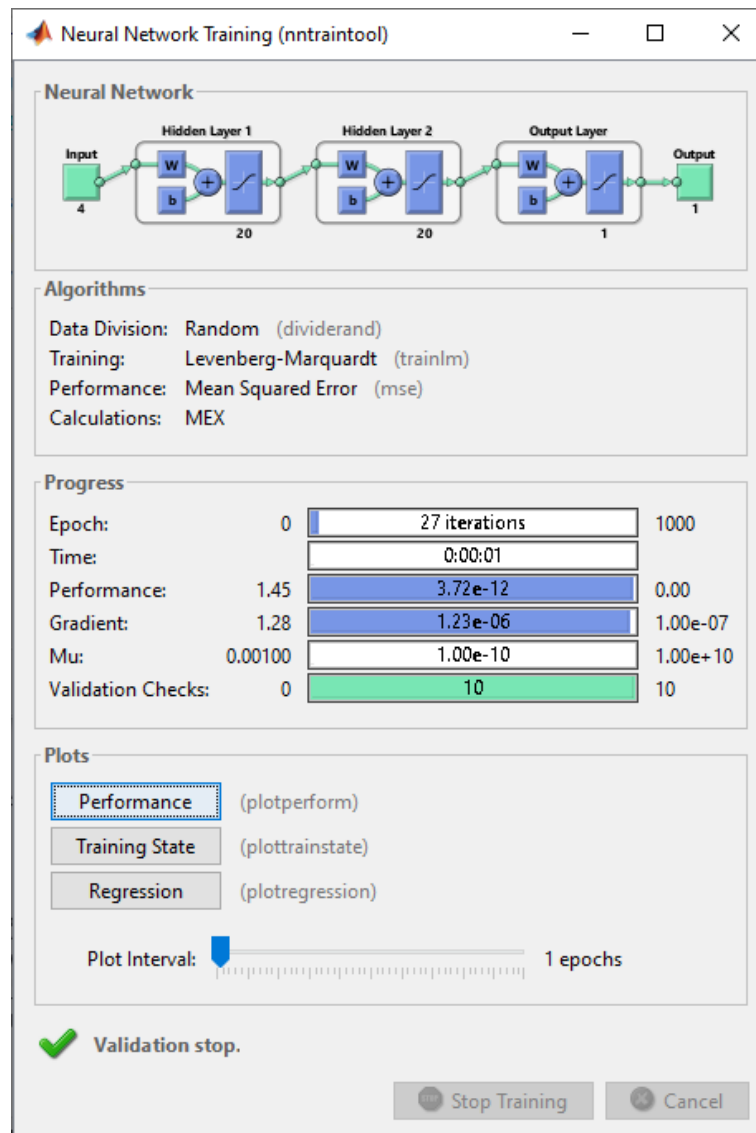 Neural Network Training (nntraintool)
Neural Network
Hidden Layer 1 Hidden Layer 2 Output Layer
Input Output
W W W
b b b
+ + +
4 1
20 20 1
Algorithms
Data Division: Random (dividerand)
Training: Levenberg-Marquardt (trainlm)
Performance: Mean Squared Error (mse)
Calculations: MEX
Progress
Epoch: 0 27 iterations 1000
Time: 0:00:01
Performance: 1.45 3.72e-12 0.00
Gradient: 1.28 1.23e-06 1.00e-07
Mu: 0.00100 1.00e-10 1.00e+10
Validation Checks: 0 10 10
Plots
Performance (plotperform)
Training State (plottrainstate)
Regression (plotregression)
Plot Interval: 1 epochs
Validation stop.
STOP Stop Training Cancel